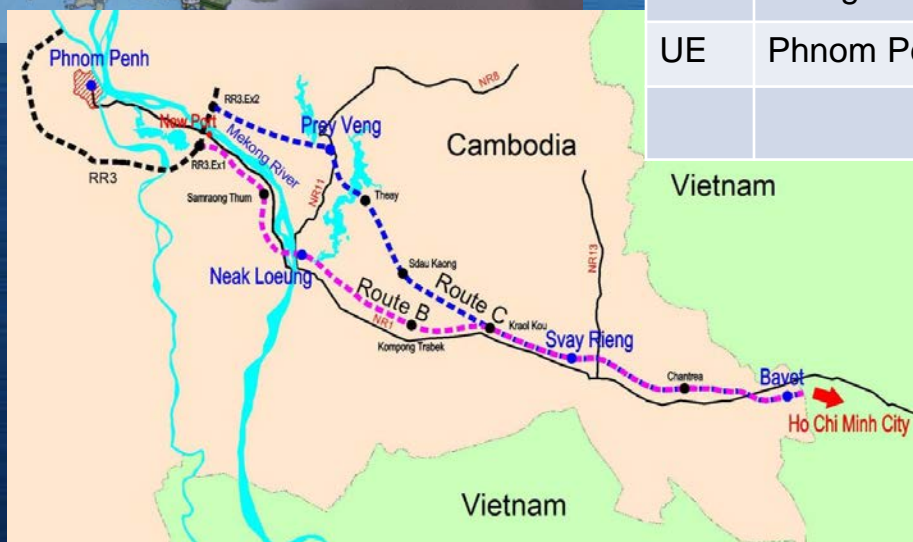 UE
Phnom Penh
RR3.Ex2
NR8
New Port
Prey Veng
Cambodia
Mekong River
RR3.Ex1
RR3
Samraong Thum
NR11
Theay
Vietnam
NR13
Neak Loeung
Sdau Kaong
Route B
Route C
NR1
Kraol Kou
Kompong Trabek
Svay Rieng
Chantrea
Bavet
Ho Chi Minh City
Vietnam